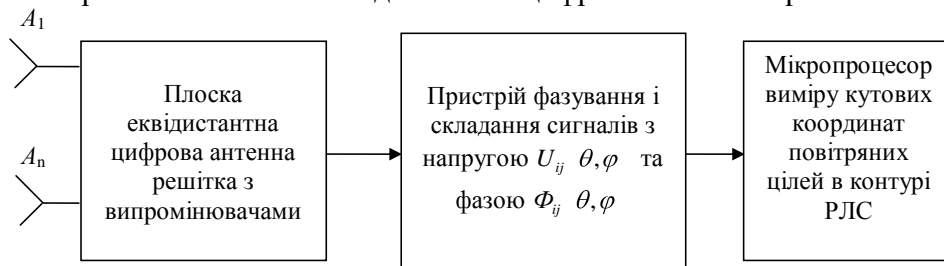 A1
An
Плоска
еквідистантна
цифрова антенна
решітка з
випромінювачами
Пристрій фазування і
складання сигналів з
напругою Uij θ,φ та
фазою Φij θ,φ
Мікропроцесор
виміру кутових
координат
повітряних
цілей в контурі
РЛС